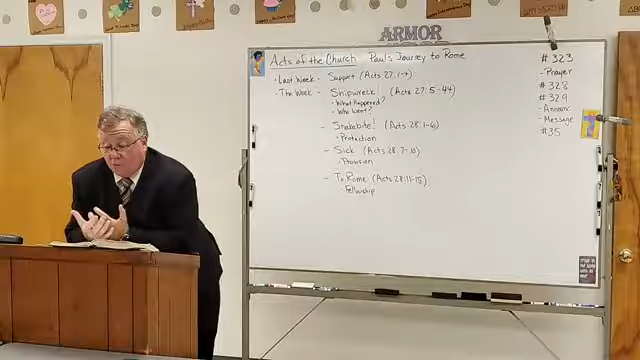 ARMOR
Acts of the Church Paul's Journey to Rome
• Last Week - Support (Acts 27:1-4)
• This Week - Shipwreck! (Acts 27:5-44)
• What Happened?
• Who Went?
- Snakebite! (Acts 28:1-6)
• Protection
- Sick (Acts 28:7-10)
• Provision
- To Rome (Acts 28:11-15)
Fellowship
#323
- Prayer
#328
#329
- Announc
- Message
#35